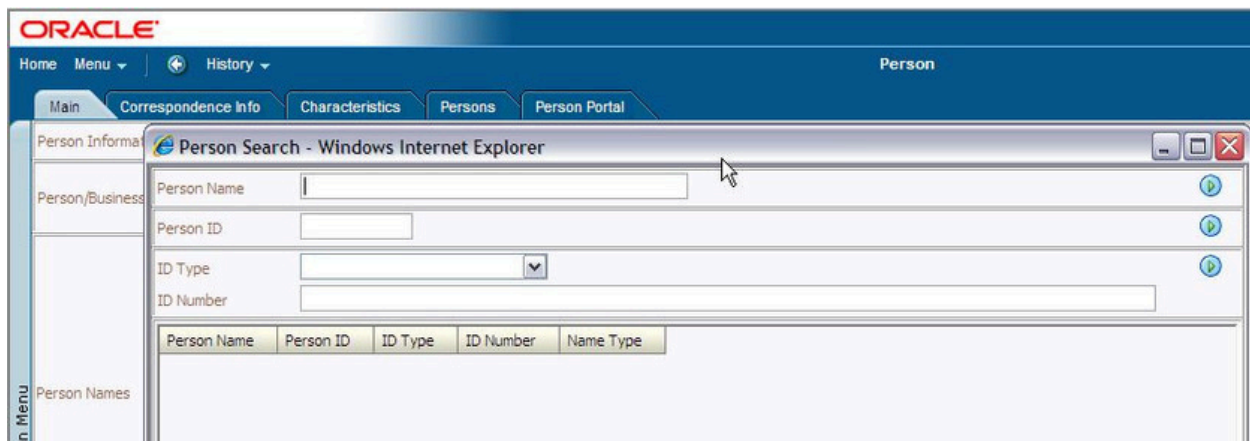 ORACLE
Home Menu History Person
Main Correspondence Info Characteristics Persons Person Portal
Person Informat
Person Search - Windows Internet Explorer
Person/Business
Person Name
Person ID
ID Type
ID Number
Person Name Person ID ID Type ID Number Name Type
Person Names
n Menu